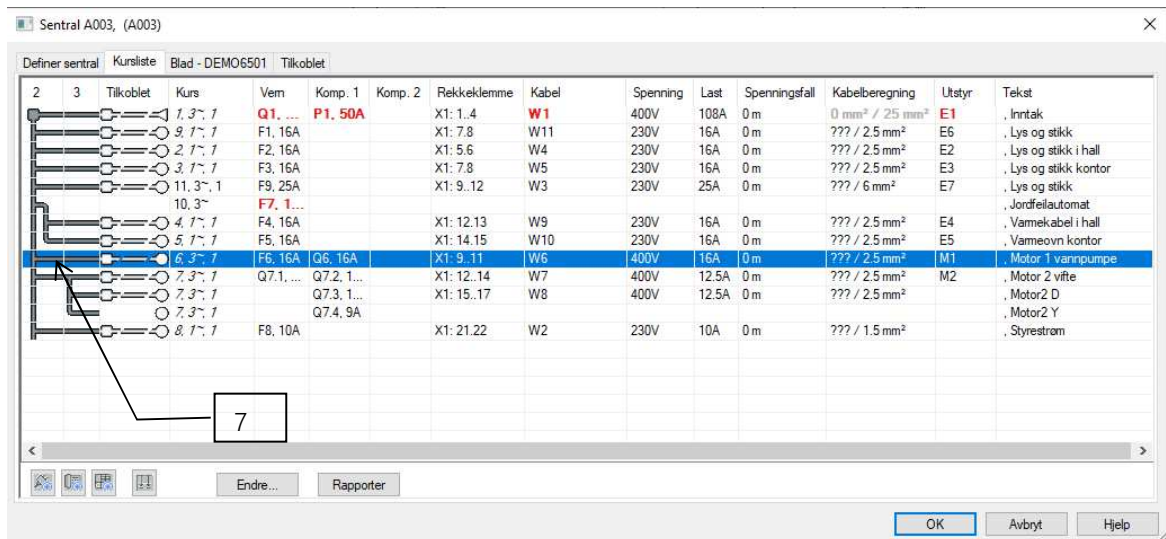 Sentral A003, (A003)
Definer sentral Kursliste Blad - DEMO6501 Tilkoblet
2 3 Tilkoblet Kurs Vern Komp. 1 Komp. 2 Rekkeklemme Kabel Spenning Last Spenningsfall Kabelberegning Utstyr Tekst
1, 3~, 1 Q1, ... P1, 50A X1: 1..4 W1 400V 108A 0 m 0 mm² / 25 mm² E1 , Inntak
9, 1~, 1 F1, 16A X1: 7.8 W11 230V 16A 0 m ??? / 2.5 mm² E6 , Lys og stikk
2, 1~, 1 F2, 16A X1: 5.6 W4 230V 16A 0 m ??? / 2.5 mm² E2 , Lys og stikk i hall
3, 1~, 1 F3, 16A X1: 7.8 W5 230V 16A 0 m ??? / 2.5 mm² E3 , Lys og stikk kontor
11, 3~, 1 F9, 25A X1: 9..12 W3 230V 25A 0 m ??? / 6 mm² E7 , Lys og stikk
10, 3~ F7, 1... , Jordfeilautomat
4, 1~, 1 F4, 16A X1: 12.13 W9 230V 16A 0 m ??? / 2.5 mm² E4 , Varmekabel i hall
5, 1~, 1 F5, 16A X1: 14.15 W10 230V 16A 0 m ??? / 2.5 mm² E5 , Varmeovn kontor
6, 3~, 1 F6, 16A Q6, 16A X1: 9..11 W6 400V 16A 0 m ??? / 2.5 mm² M1 , Motor 1 vannpumpe
7, 3~, 1 Q7.1, ... Q7.2, 1... X1: 12..14 W7 400V 12.5A 0 m ??? / 2.5 mm² M2 , Motor 2 vifte
7, 3~, 1 Q7.3, 1... X1: 15..17 W8 400V 12.5A 0 m ??? / 2.5 mm² , Motor2 D
7, 3~, 1 Q7.4, 9A , Motor2 Y
8, 1~, 1 F8, 10A X1: 21.22 W2 230V 10A 0 m ??? / 1.5 mm² , Styrestrøm
7
Endre... Rapporter
OK Avbryt Hjelp